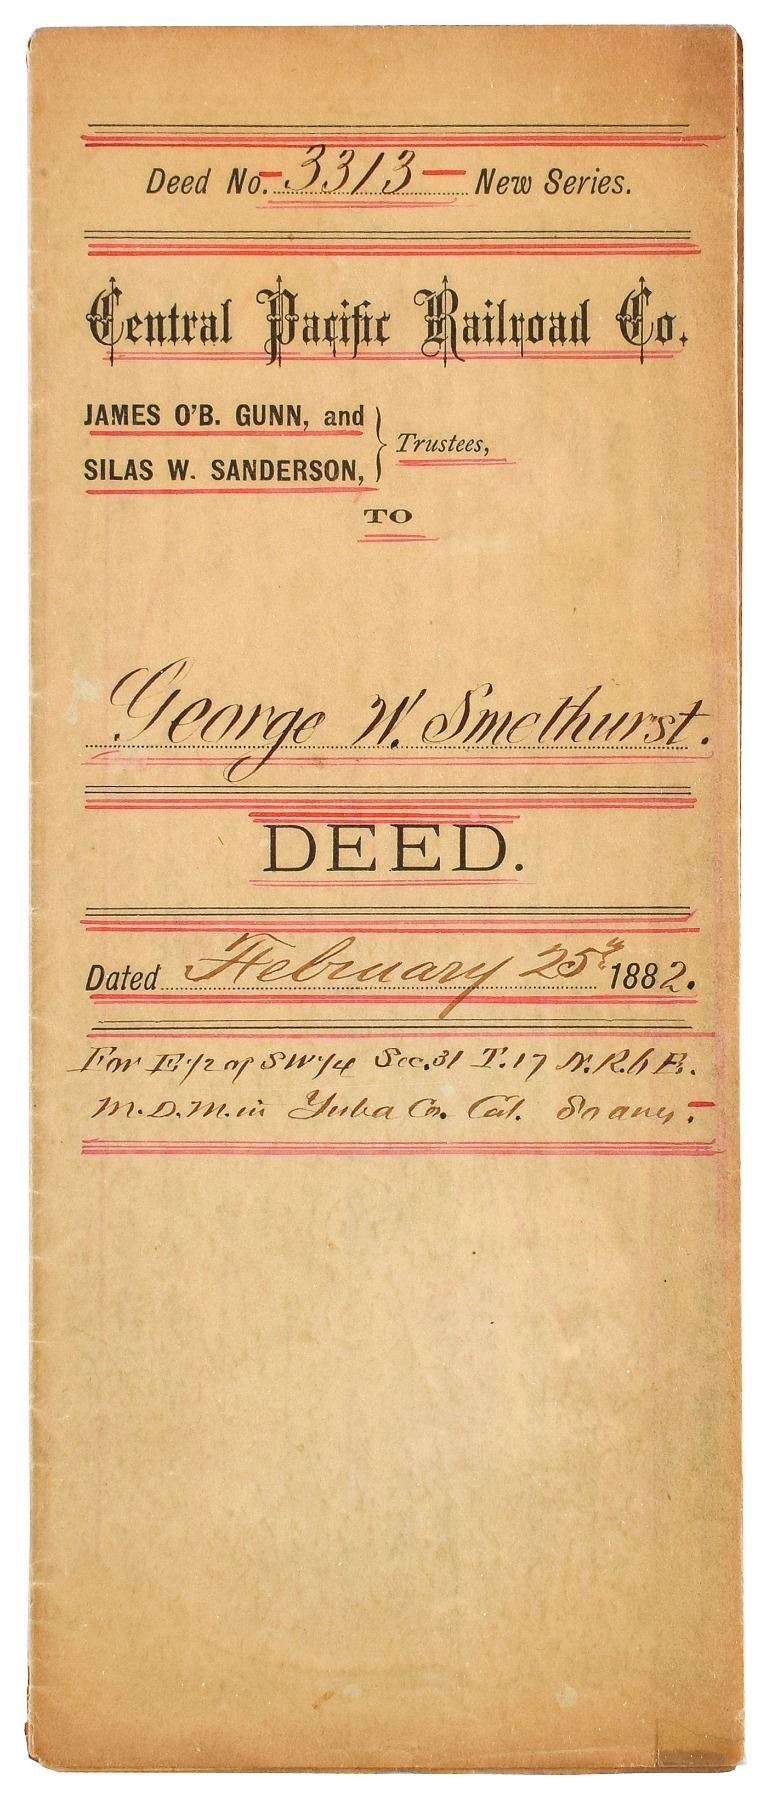 Deed No. 3313 New Series.
Central Pacific Railroad Co.
JAMES O'B. GUNN, and
Trustees,
SILAS W. SANDERSON,
TO
George W. Smethurst.
DEED.
Dated February 25th 1882.
For E 1/2 of SW 1/4 Sec. 31 T. 17 N. R. 6 E.
M. D. M. in Yuba Co. Cal. 80 acres.